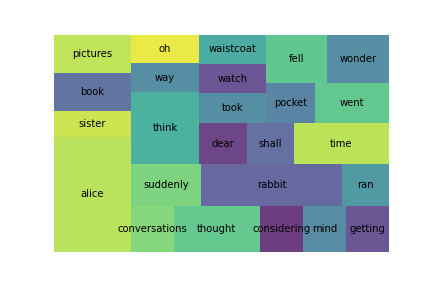 pictures
oh
waistcoat
fell
wonder
book
way
watch
took
pocket
went
sister
think
dear
shall
time
alice
suddenly
rabbit
ran
conversations
thought
considering
mind
getting